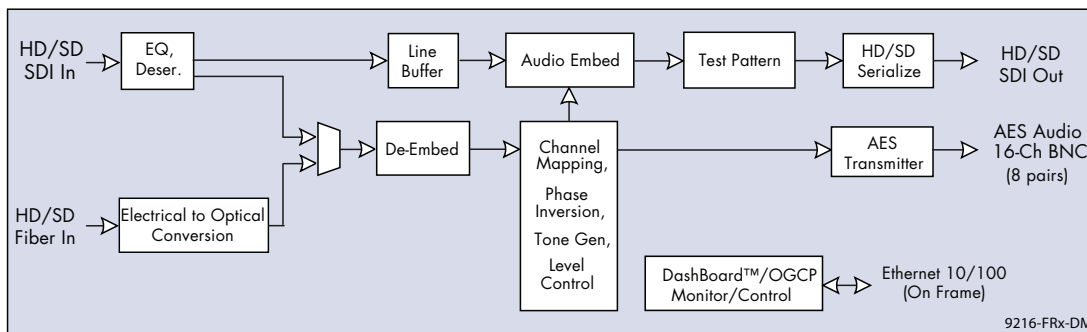 HD/SD
SDI In
EQ,
Deser.
Line
Buffer
Audio Embed
Test Pattern
HD/SD
Serialize
HD/SD
SDI Out
De-Embed
Channel
Mapping,
Phase
Inversion,
Tone Gen,
Level
Control
AES
Transmitter
AES Audio
16-Ch BNC
(8 pairs)
HD/SD
Fiber In
Electrical to Optical
Conversion
DashBoard™/OGCP
Monitor/Control
Ethernet 10/100
(On Frame)
9216-FRx-DM